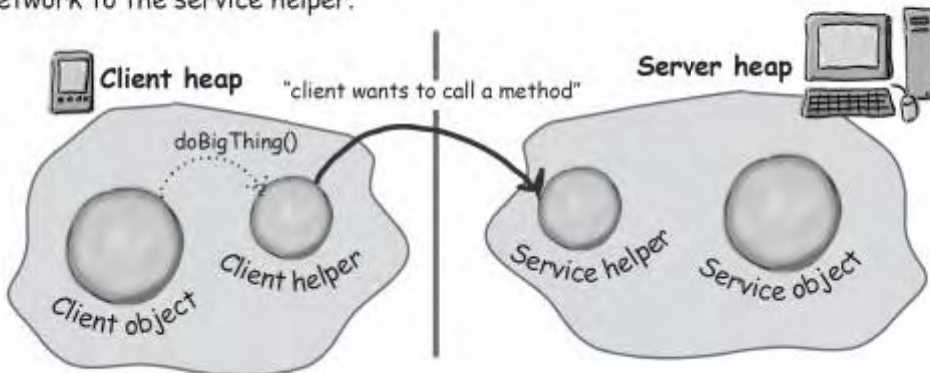 network to the service helper.
Client heap
"client wants to call a method"
Server heap
doBigThing()
Client object
Client helper
Service helper
Service object